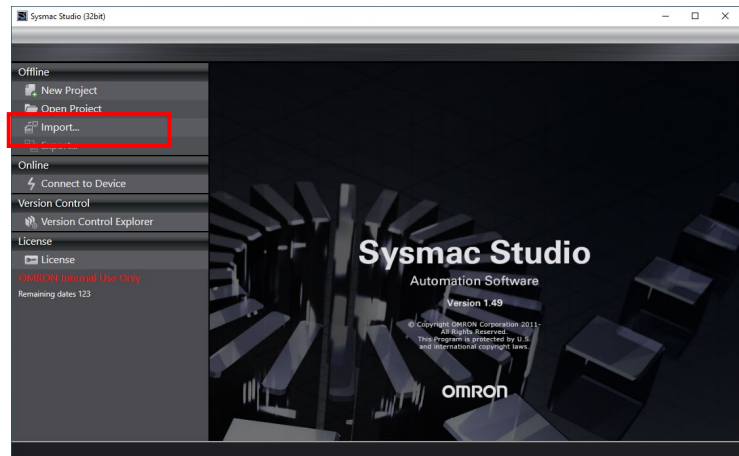 Sysmac Studio (32bit)
Offline
New Project
Open Project
Import...
Export...
Online
Connect to Device
Version Control
Version Control Explorer
License
License
OMRON Internal Use Only
Remaining dates 123
Sysmac Studio
Automation Software
Version 1.49
© Copyright OMRON Corporation 2011-
All Rights Reserved.
This Program is protected by U.S.
and international copyright laws.
OMRON